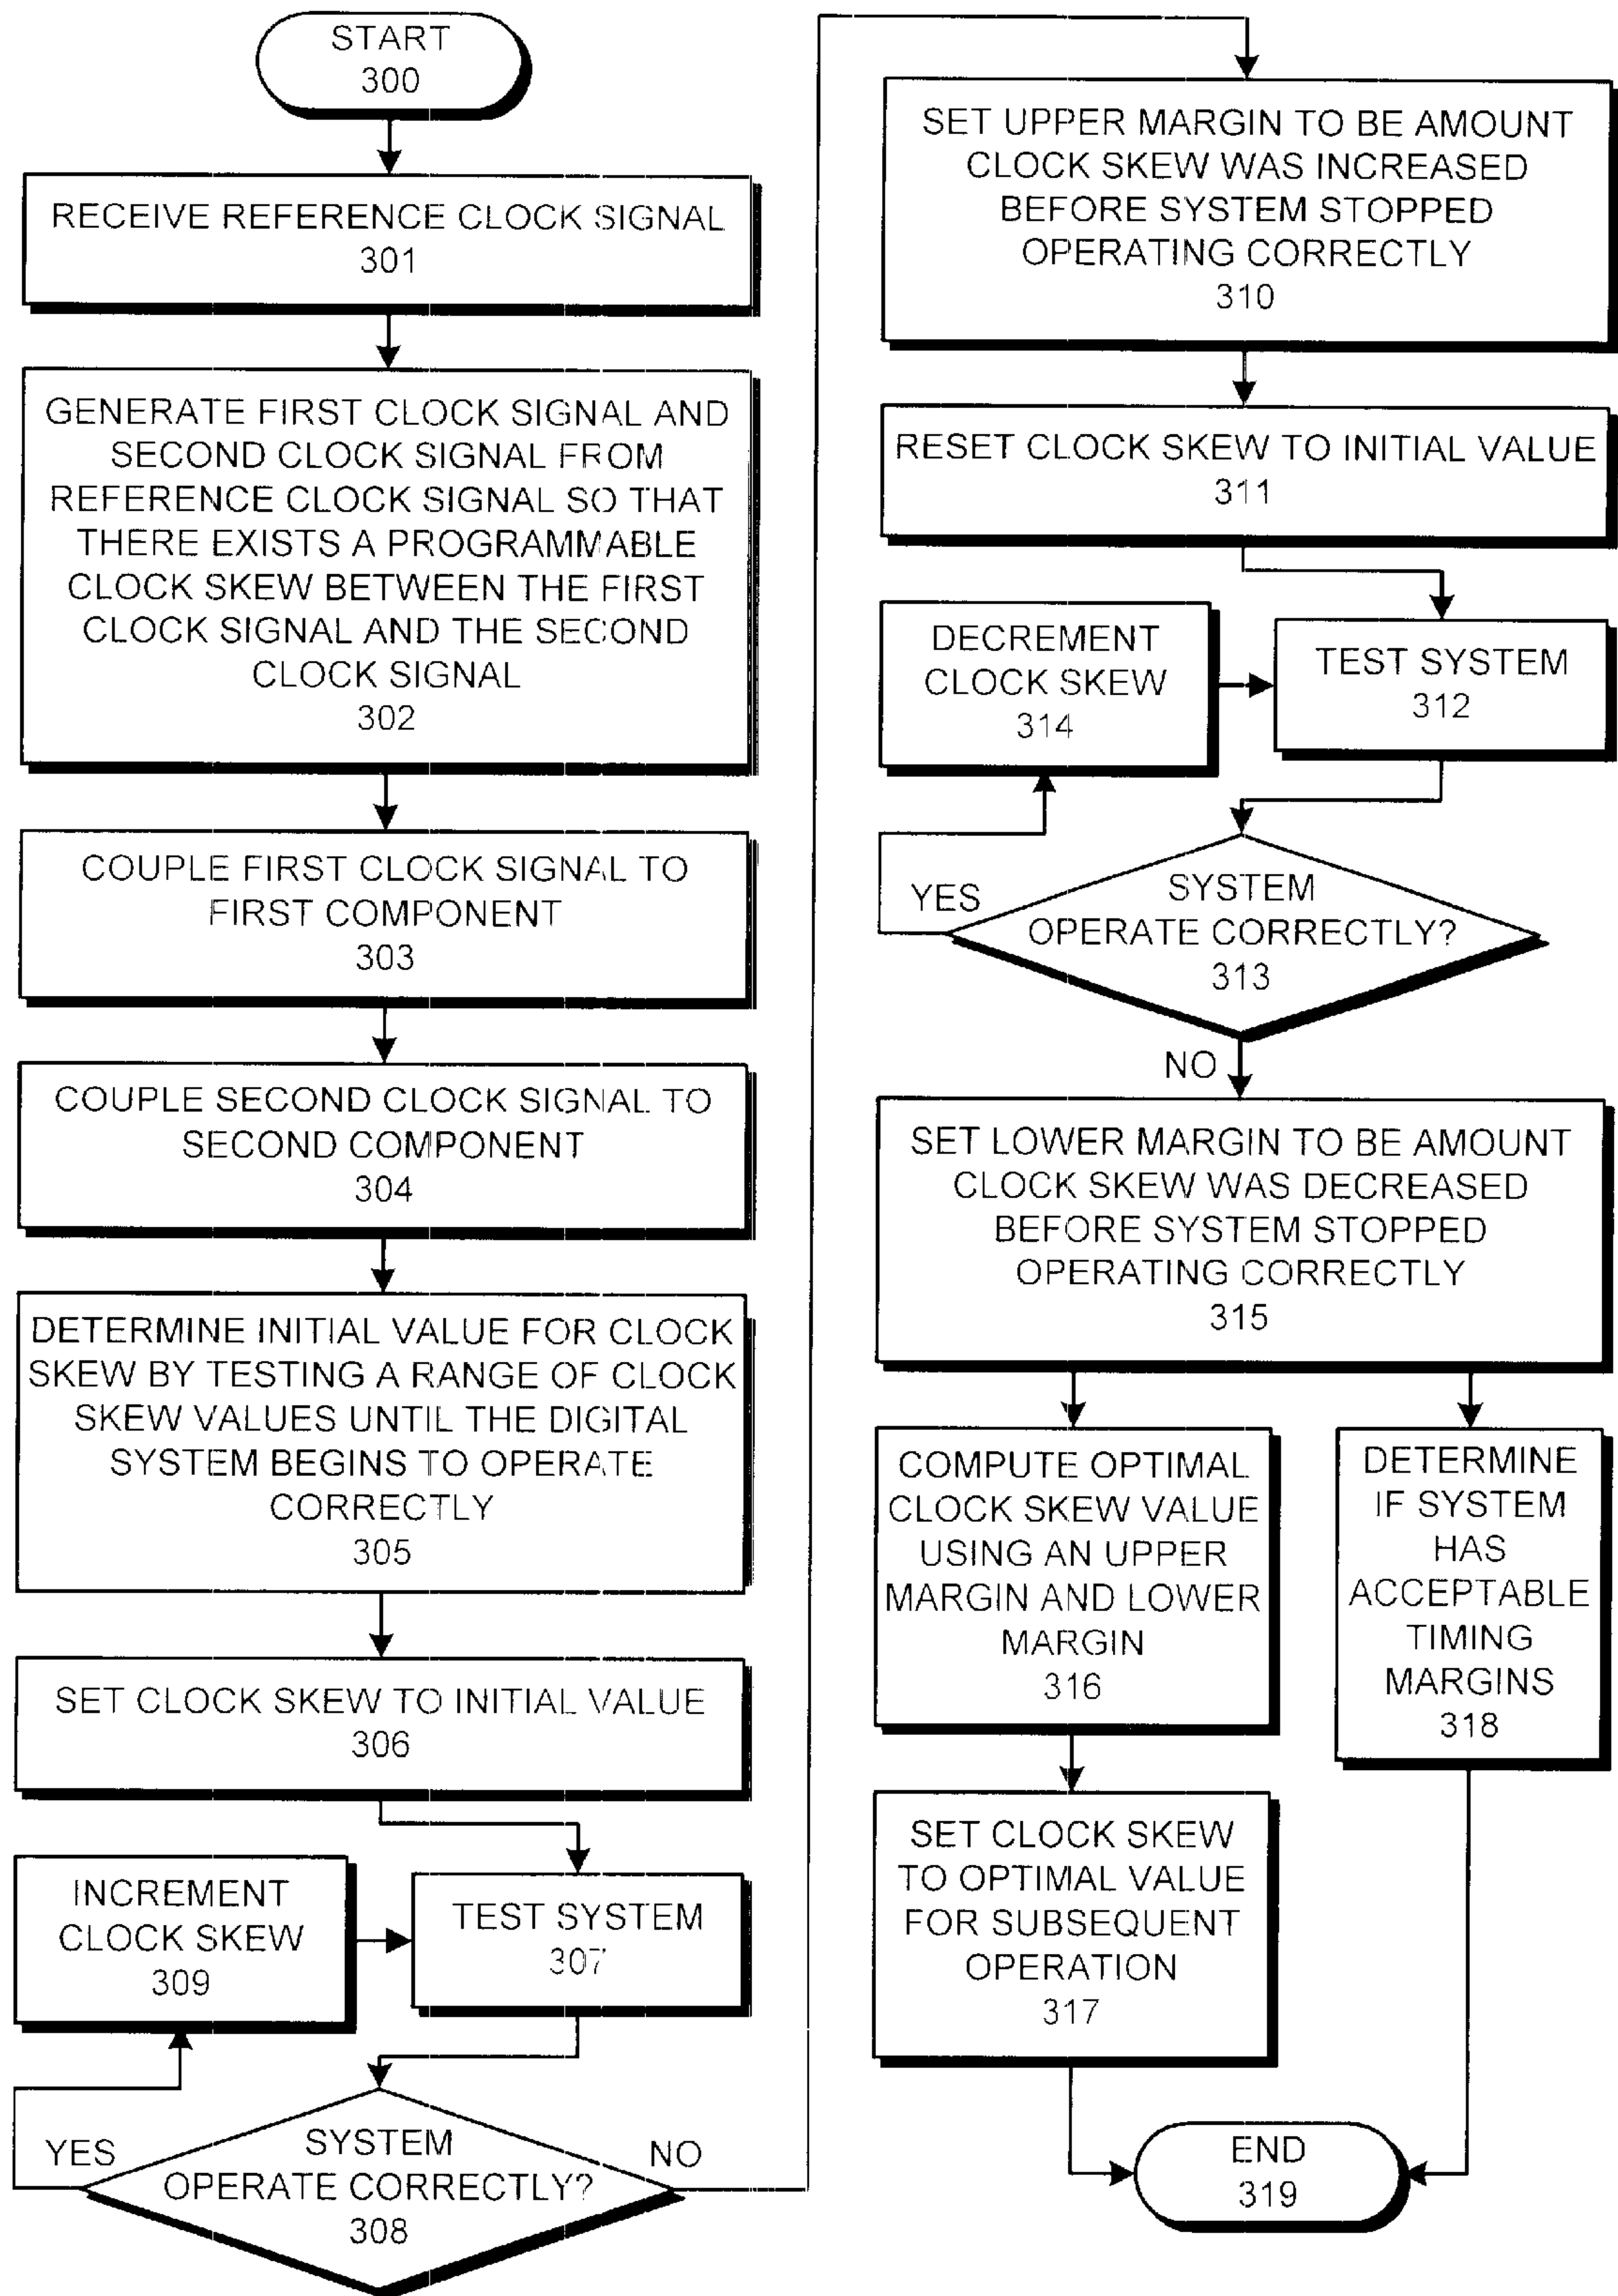 START
300
RECEIVE REFERENCE CLOCK SIGNAL
301
GENERATE FIRST CLOCK SIGNAL AND
SECOND CLOCK SIGNAL FROM
REFERENCE CLOCK SIGNAL SO THAT
THERE EXISTS A PROGRAMMABLE
CLOCK SKEW BETWEEN THE FIRST
CLOCK SIGNAL AND THE SECOND
CLOCK SIGNAL
302
COUPLE FIRST CLOCK SIGNAL TO
FIRST COMPONENT
303
COUPLE SECOND CLOCK SIGNAL TO
SECOND COMPONENT
304
DETERMINE INITIAL VALUE FOR CLOCK
SKEW BY TESTING A RANGE OF CLOCK
SKEW VALUES UNTIL THE DIGITAL
SYSTEM BEGINS TO OPERATE
CORRECTLY
305
SET CLOCK SKEW TO INITIAL VALUE
306
INCREMENT
CLOCK SKEW
309
TEST SYSTEM
307
YES
SYSTEM
OPERATE CORRECTLY?
308
NO
SET UPPER MARGIN TO BE AMOUNT
CLOCK SKEW WAS INCREASED
BEFORE SYSTEM STOPPED
OPERATING CORRECTLY
310
RESET CLOCK SKEW TO INITIAL VALUE
311
DECREMENT
CLOCK SKEW
314
TEST SYSTEM
312
YES
SYSTEM
OPERATE CORRECTLY?
313
NO
SET LOWER MARGIN TO BE AMOUNT
CLOCK SKEW WAS DECREASED
BEFORE SYSTEM STOPPED
OPERATING CORRECTLY
315
COMPUTE OPTIMAL
CLOCK SKEW VALUE
USING AN UPPER
MARGIN AND LOWER
MARGIN
316
DETERMINE
IF SYSTEM
HAS
ACCEPTABLE
TIMING
MARGINS
318
SET CLOCK SKEW
TO OPTIMAL VALUE
FOR SUBSEQUENT
OPERATION
317
END
319